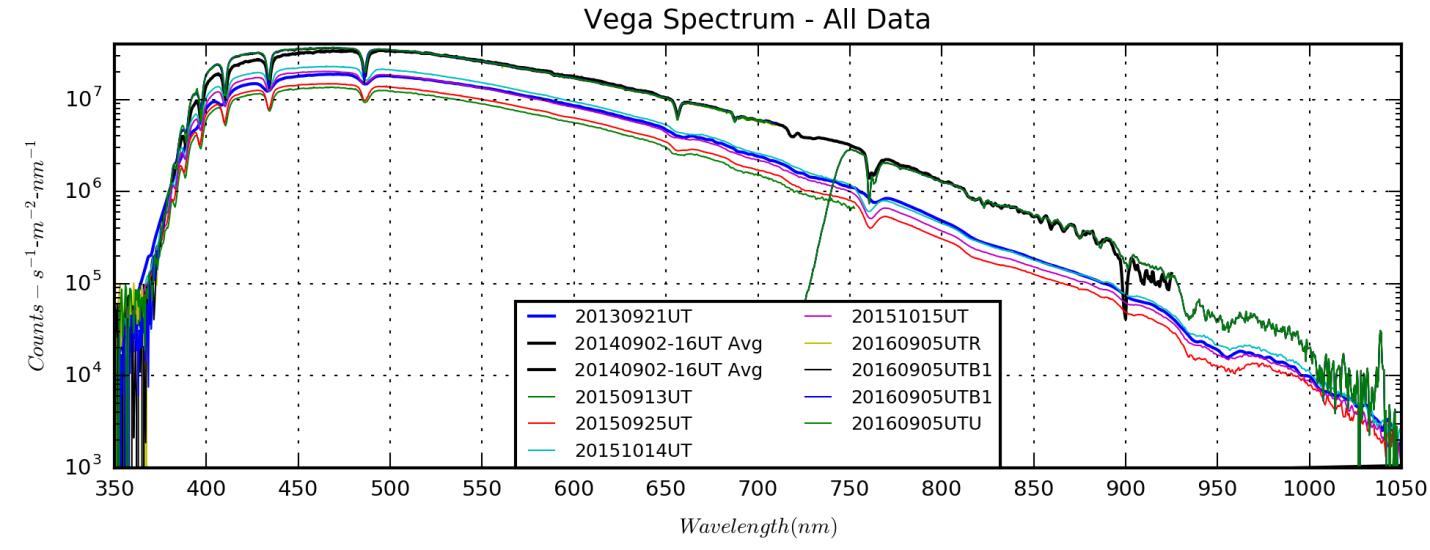 Vega Spectrum - All Data
10^7
10^6
10^5
10^4
10^3
Counts − s^−1-m^−2-nm^−1
20130921UT
20140902-16UT Avg
20140902-16UT Avg
20150913UT
20150925UT
20151014UT
20151015UT
20160905UTR
20160905UTB1
20160905UTB1
20160905UTU
350 400 450 500 550 600 650 700 750 800 850 900 950 1000 1050
Wavelength(nm)